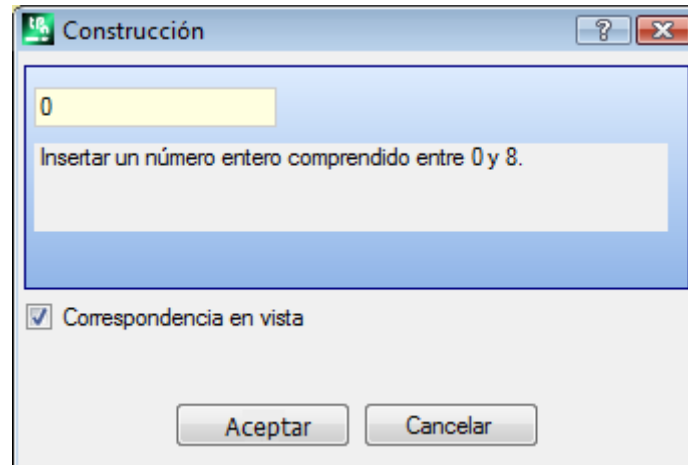 Construcción
0
Insertar un número entero comprendido entre 0 y 8.
Correspondencia en vista
Aceptar
Cancelar